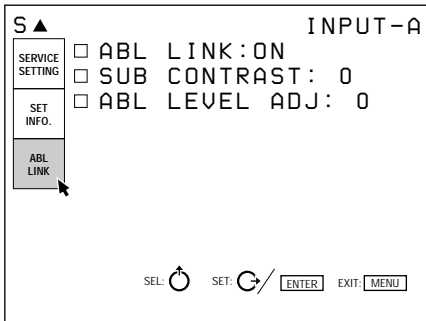 S▲ INPUT-A
SERVICE SETTING
□ ABL LINK:ON
□ SUB CONTRAST: 0
SET INFO.
□ ABL LEVEL ADJ: 0
ABL LINK
SEL: SET: / ENTER EXIT: MENU